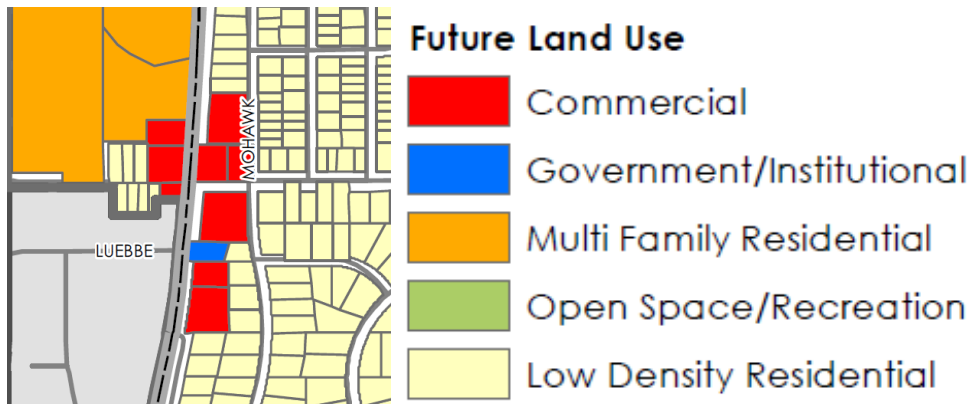 MOHAWK
LUEBBE
Future Land Use
Commercial
Government/Institutional
Multi Family Residential
Open Space/Recreation
Low Density Residential